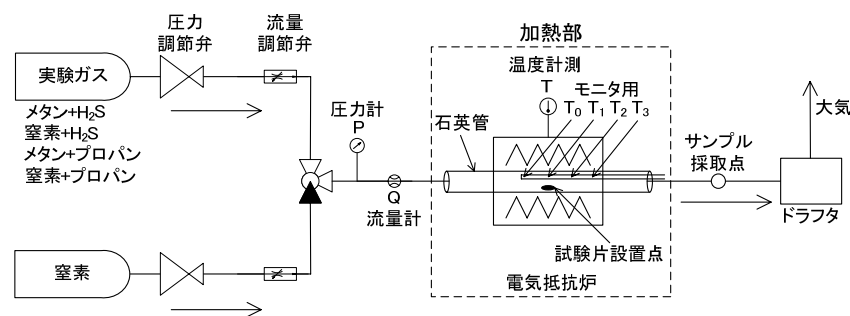 圧力
調節弁
流量
調節弁
実験ガス
メタン+H₂S
窒素+H₂S
メタン+プロパン
窒素+プロパン
圧力計
P
Q
流量計
窒素
加熱部
温度計測
T
モニタ用
T₀ T₁ T₂ T₃
石英管
試験片設置点
電気抵抗炉
サンプル
採取点
大気
ドラフタ